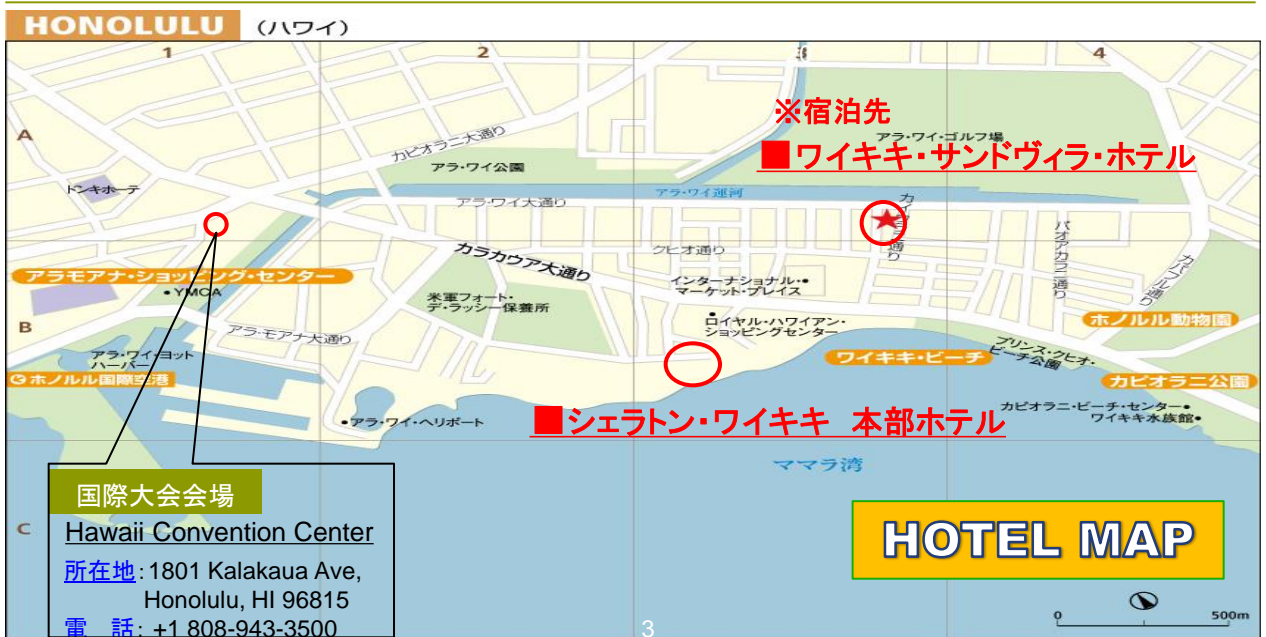 HONOLULU (ハワイ)
1
2
3
4
A
B
C
※宿泊先
アラ・ワイ・ゴルフ場
■ワイキキ・サンドヴィラ・ホテル
カピオラニ大通り
アラ・ワイ公園
ドンキホーテ
アラ・ワイ運河
アラ・ワイ大通り
カイウラニ通り
パオアカラニ通り
カパフル通り
カラカウア大通り
クヒオ通り
アラモアナ・ショッピング・センター
・YMCA
インターナショナル・
マーケット・プレイス
米軍フォート・
デ・ラッシー保養所
ロイヤル・ハワイアン・
ショッピングセンター
ホノルル動物園
アラ・モアナ大通り
アラ・ワイ・ヨット
ハーバー
ワイキキ・ビーチ
プリンス・クヒオ・
ビーチ公園
ホノルル国際空港
カピオラニ公園
カピオラニ・ビーチ・センター・
ワイキキ水族館・
・アラ・ワイ・ヘリポート
■シェラトン・ワイキキ 本部ホテル
ママラ湾
国際大会会場
Hawaii Convention Center
所在地:1801 Kalakaua Ave,
Honolulu, HI 96815
電 話: +1 808-943-3500
HOTEL MAP
0 500m
3